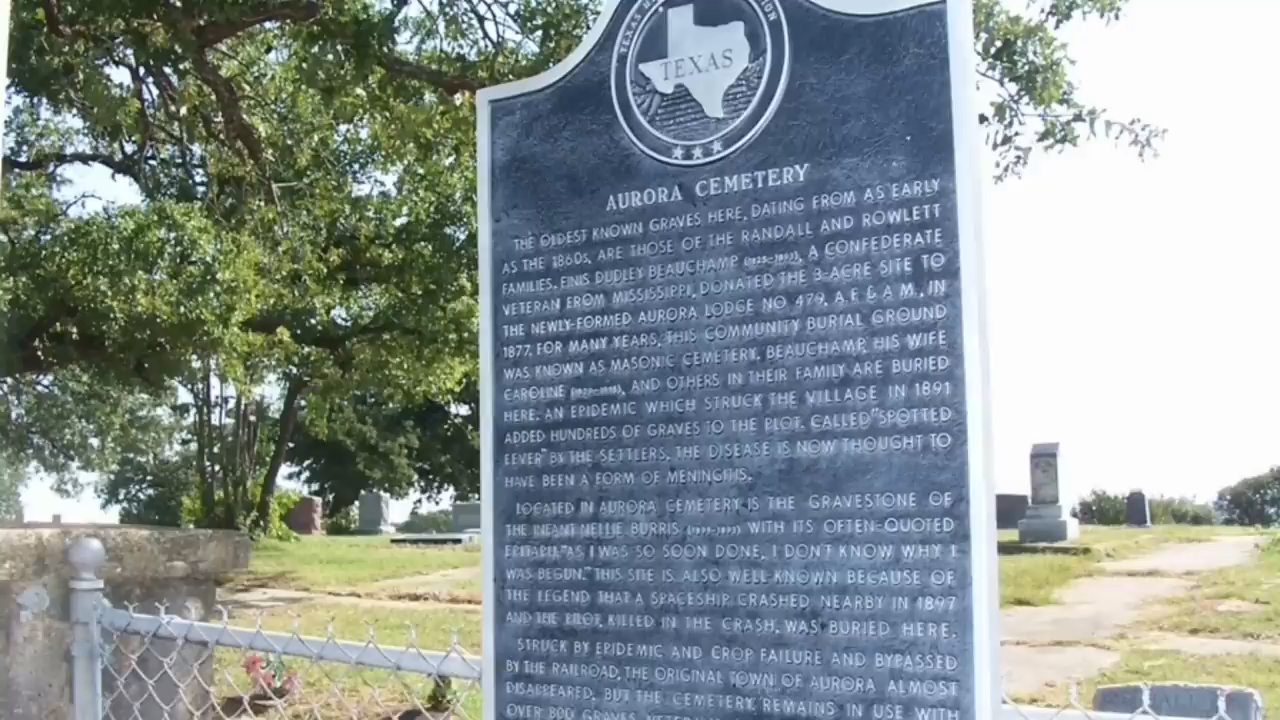 TEXAS
AURORA CEMETERY
THE OLDEST KNOWN GRAVES HERE, DATING FROM AS EARLY
AS THE 1860s, ARE THOSE OF THE RANDALL AND ROWLETT
FAMILIES. FINIS DUDLEY BEAUCHAMP (1825-1893), A CONFEDERATE
VETERAN FROM MISSISSIPPI, DONATED THE 3-ACRE SITE TO
THE NEWLY-FORMED AURORA LODGE NO. 479, A.F. & A.M., IN
1877. FOR MANY YEARS, THIS COMMUNITY BURIAL GROUND
WAS KNOWN AS MASONIC CEMETERY. BEAUCHAMP, HIS WIFE
CAROLINE AND OTHERS IN THEIR FAMILY ARE BURIED
HERE. AN EPIDEMIC WHICH STRUCK THE VILLAGE IN 1891
ADDED HUNDREDS OF GRAVES TO THE PLOT. CALLED "SPOTTED
FEVER" BY THE SETTLERS, THE DISEASE IS NOW THOUGHT TO
HAVE BEEN A FORM OF MENINGITIS.
LOCATED IN AURORA CEMETERY IS THE GRAVESTONE OF
THE INFANT NELLIE BURRIS WITH ITS OFTEN-QUOTED
EPITAPH: "AS I WAS SO SOON DONE, I DON'T KNOW WHY I
WAS BEGUN." THIS SITE IS ALSO WELL KNOWN BECAUSE OF
THE LEGEND THAT A SPACESHIP CRASHED NEARBY IN 1897
AND THE PILOT, KILLED IN THE CRASH, WAS BURIED HERE.
STRUCK BY EPIDEMIC AND CROP FAILURE AND BYPASSED
BY THE RAILROAD, THE ORIGINAL TOWN OF AURORA ALMOST
DISAPPEARED, BUT THE CEMETERY REMAINS IN USE WITH
OVER 800 GRAVES.